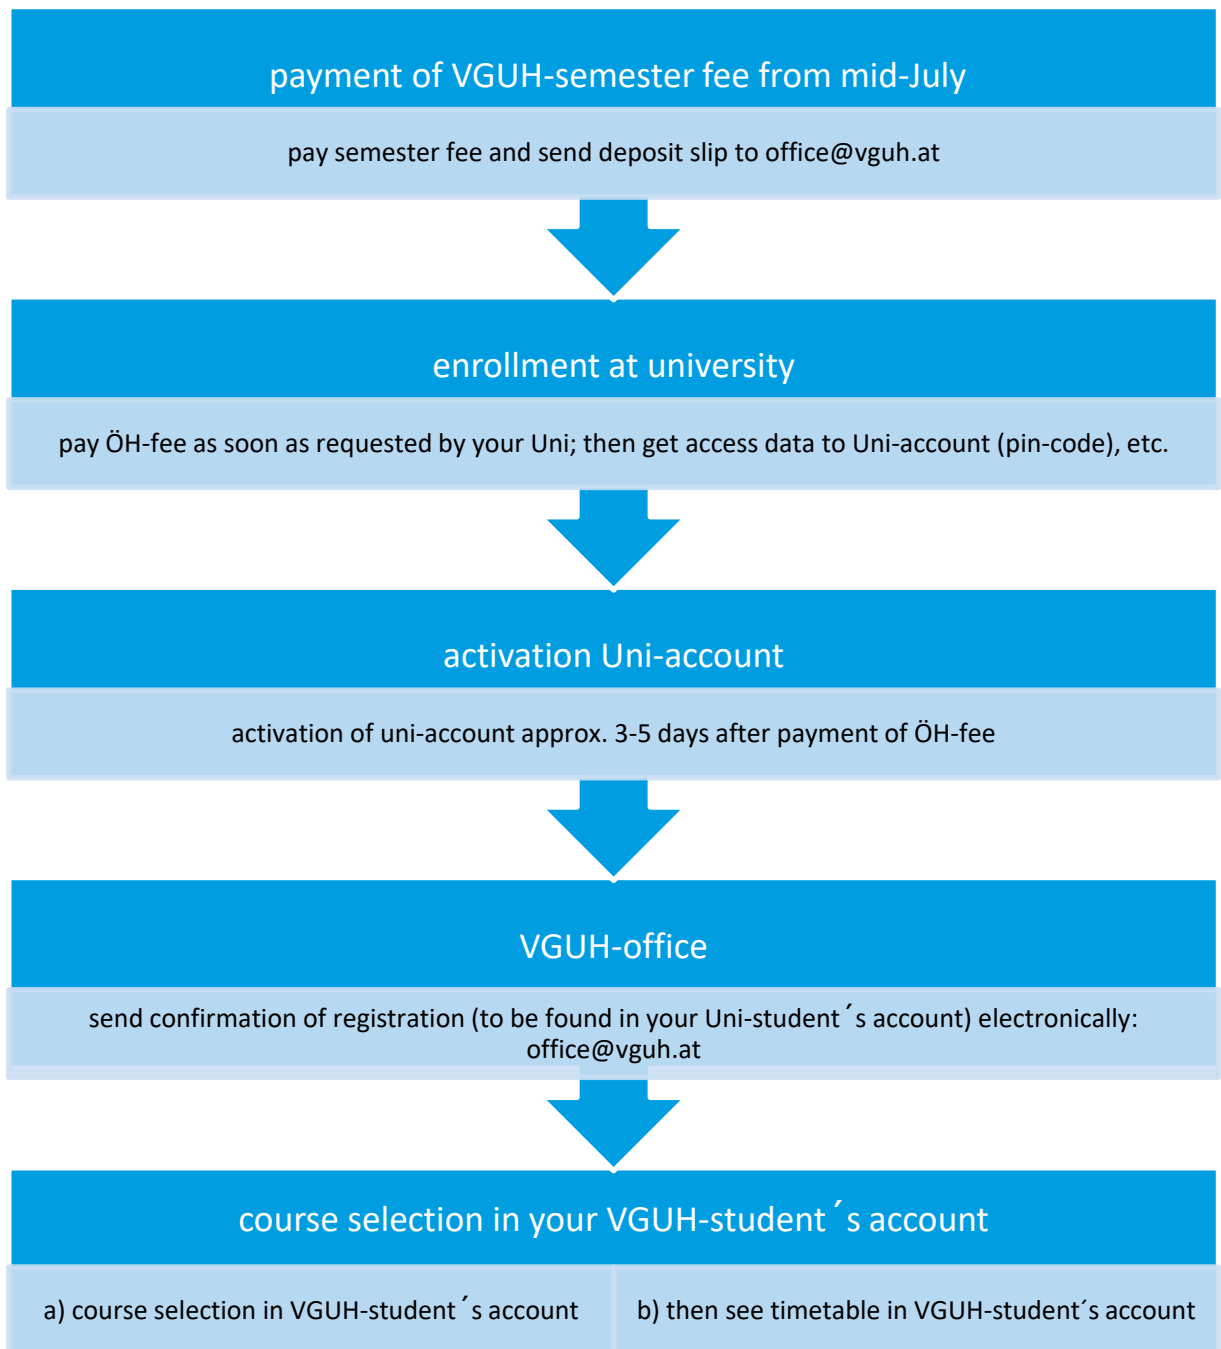 payment of VGUH-semester fee from mid-July
pay semester fee and send deposit slip to office@vguh.at
enrollment at university
pay ÖH-fee as soon as requested by your Uni; then get access data to Uni-account (pin-code), etc.
activation Uni-account
activation of uni-account approx. 3-5 days after payment of ÖH-fee
VGUH-office
send confirmation of registration (to be found in your Uni-student´s account) electronically:
office@vguh.at
course selection in your VGUH-student´s account
a) course selection in VGUH-student´s account
b) then see timetable in VGUH-student´s account